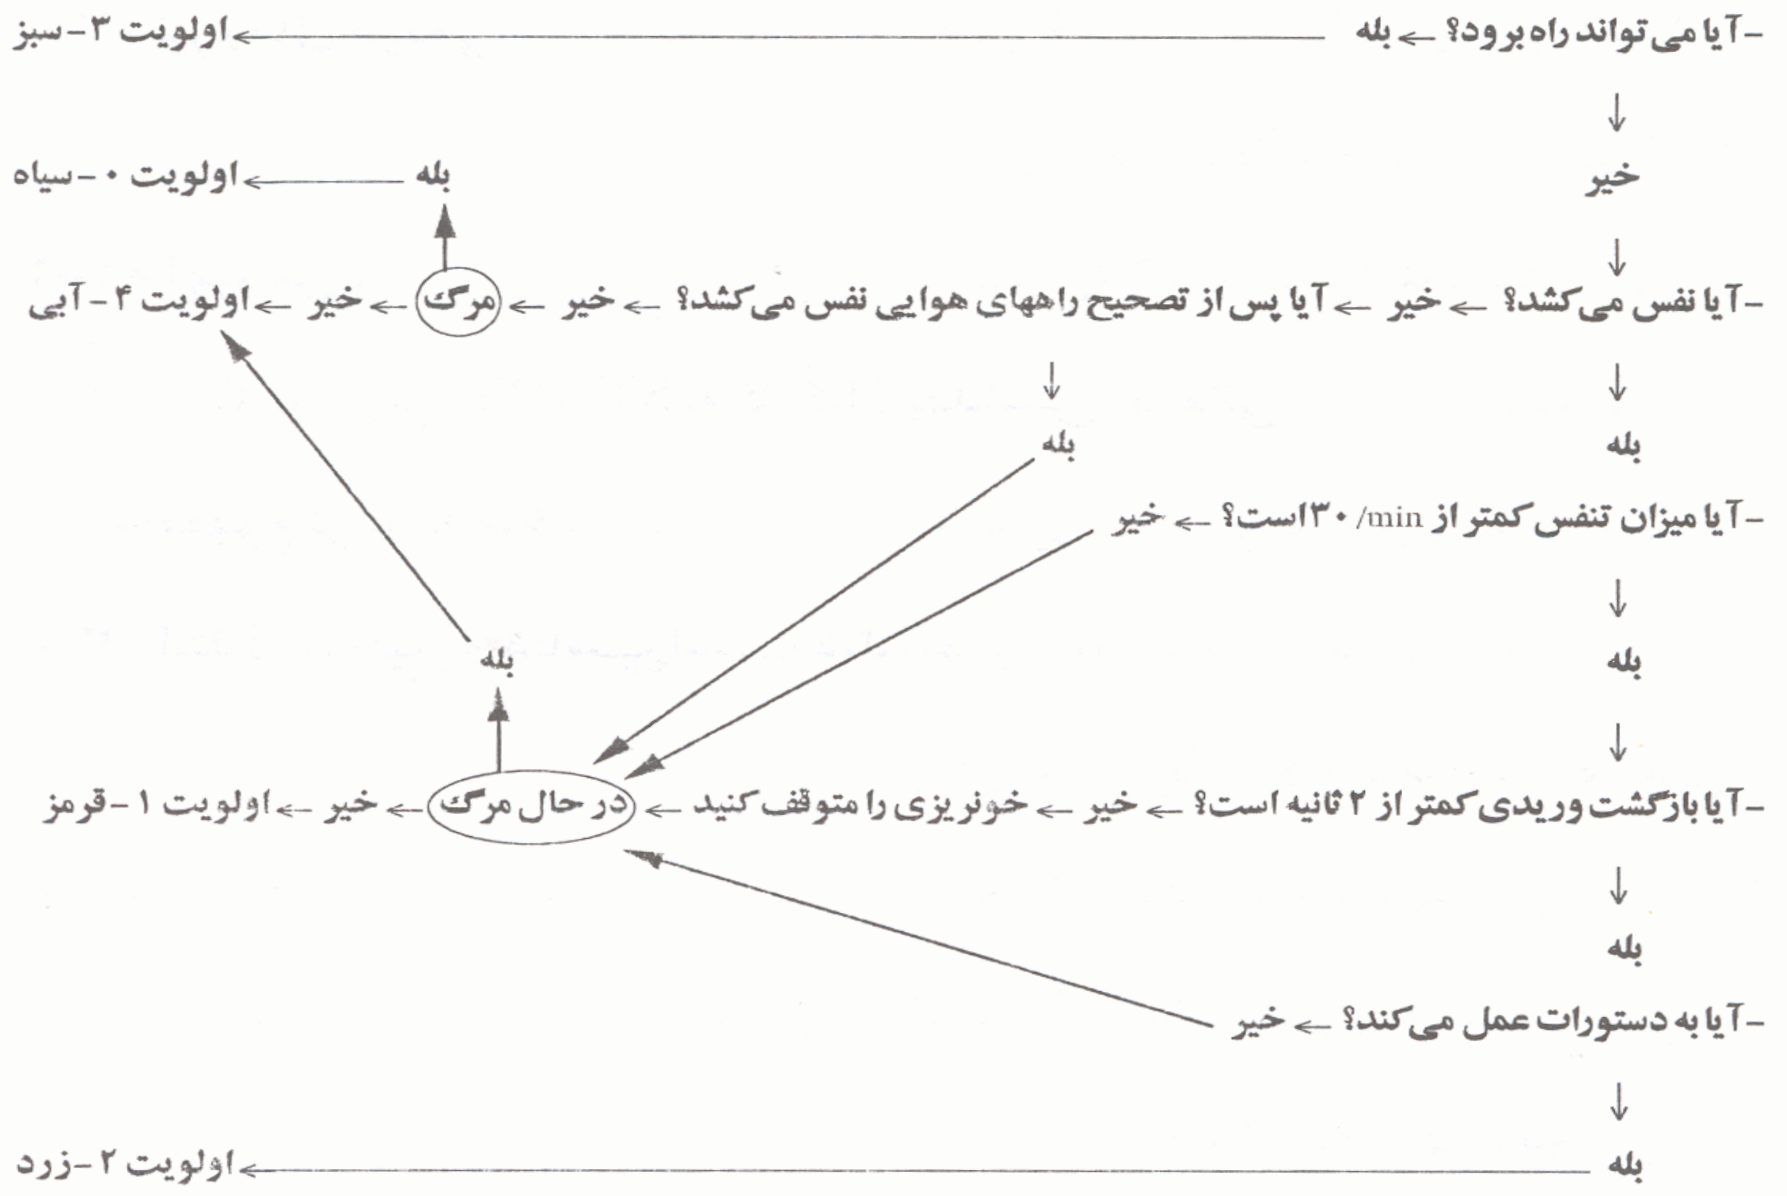 -آیا می تواند راه برود؟ ← بله ← اولویت ۳-سبز
↓
خیر
بله ← اولویت ۰-سیاه
↓
-آیا نفس می‌کشد؟ ← خیر ← آیا پس از تصحیح راههای هوایی نفس می‌کشد؟ ← خیر ← مرگ ← خیر ← اولویت ۴-آبی
↓ ↓
بله بله
-آیا میزان تنفس کمتر از ۳۰/min است؟ ← خیر
↓
بله بله
↓
-آیا بازگشت وریدی کمتر از ۲ ثانیه است؟ ← خیر ← خونریزی را متوقف کنید ← در حال مرگ ← خیر ← اولویت ۱-قرمز
↓
بله
-آیا به دستورات عمل می‌کند؟ ← خیر
↓
بله ← اولویت ۲-زرد